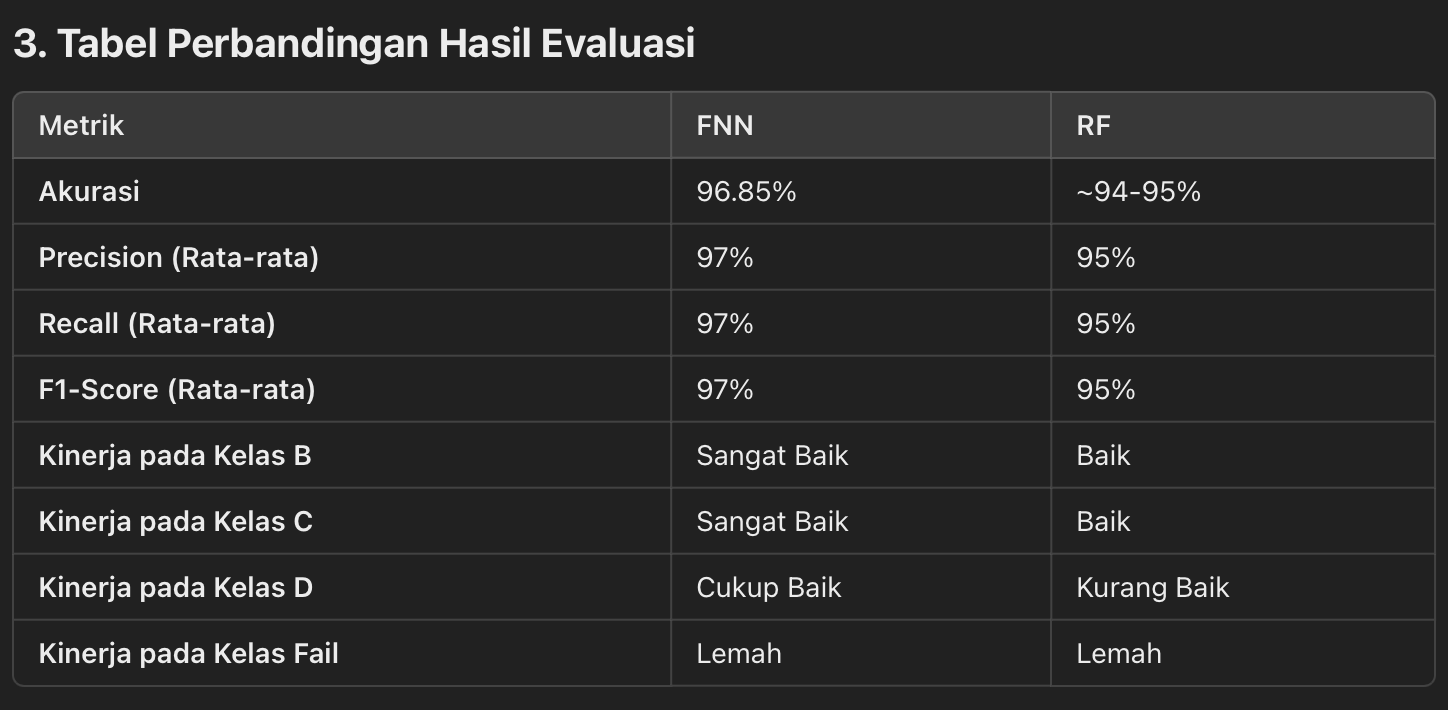 3. Tabel Perbandingan Hasil Evaluasi
Metrik FNN RF
Akurasi 96.85% ~94-95%
Precision (Rata-rata) 97% 95%
Recall (Rata-rata) 97% 95%
F1-Score (Rata-rata) 97% 95%
Kinerja pada Kelas B Sangat Baik Baik
Kinerja pada Kelas C Sangat Baik Baik
Kinerja pada Kelas D Cukup Baik Kurang Baik
Kinerja pada Kelas Fail Lemah Lemah